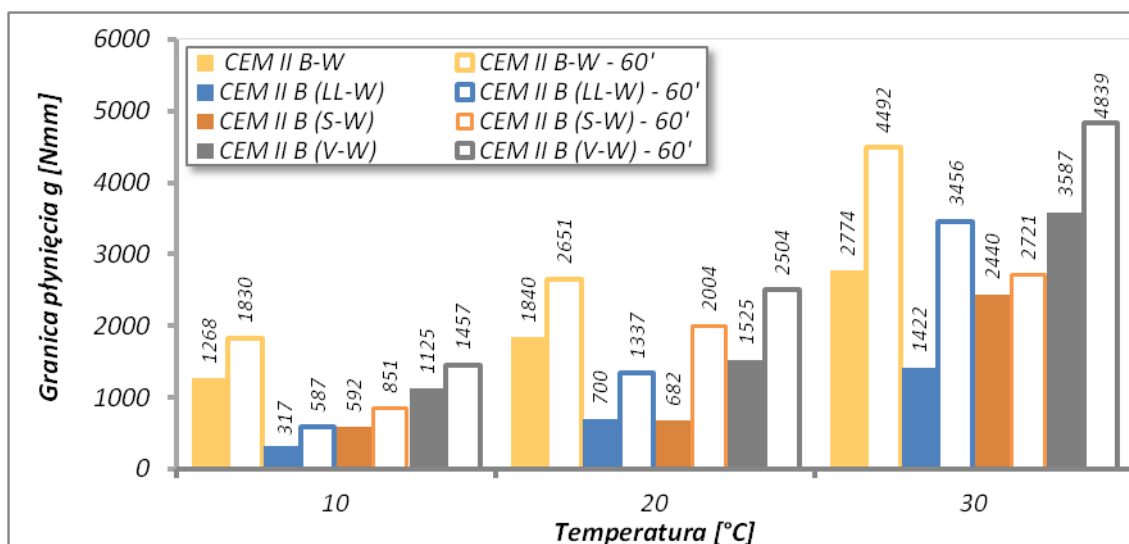 Granica płynięcia g [Nmm]
6000
5000
4000
3000
2000
1000
0
CEM II B-W CEM II B-W - 60'
CEM II B (LL-W) CEM II B (LL-W) - 60'
CEM II B (S-W) CEM II B (S-W) - 60'
CEM II B (V-W) CEM II B (V-W) - 60'
1268 1830 317 587 592 851 1125 1457
1840 2651 700 1337 682 2004 1525 2504
2774 4492 1422 3456 2440 2721 3587 4839
10 20 30
Temperatura [°C]